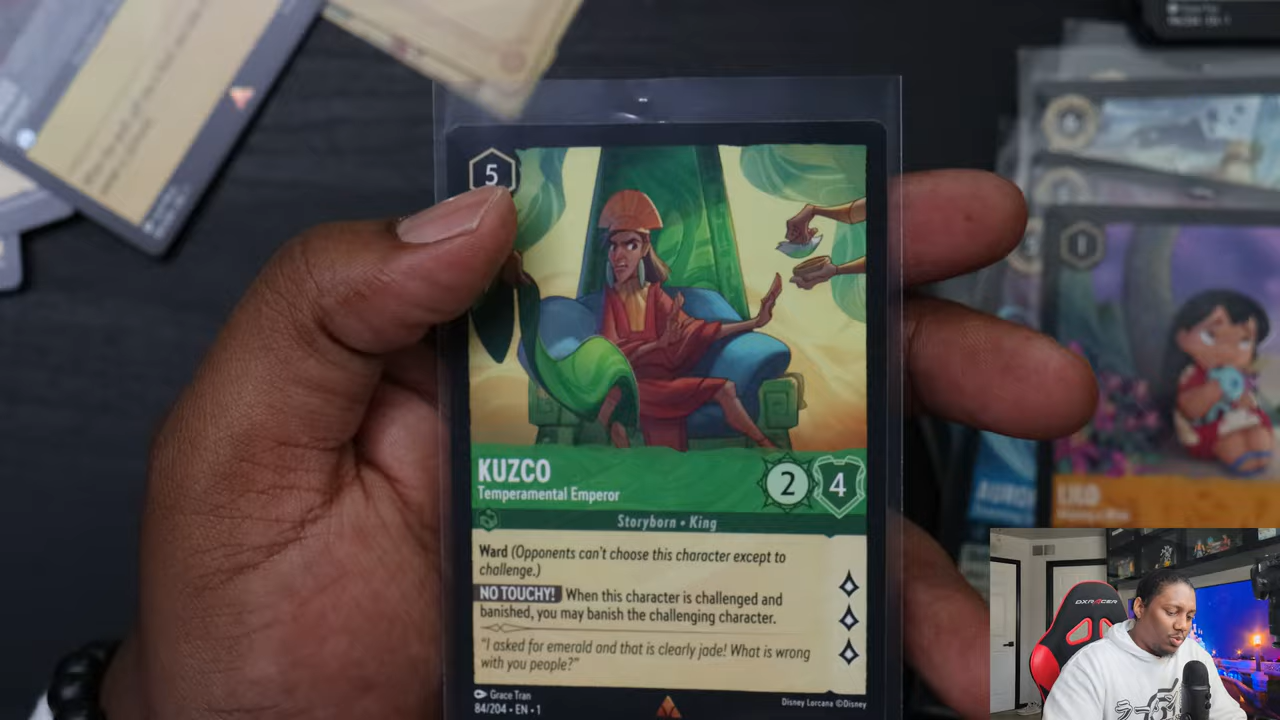 5
KUZCO
Temperamental Emperor
2
4
Storyborn • King
Ward (Opponents can't choose this character except to
challenge.)
NO TOUCHY! When this character is challenged and
banished, you may banish the challenging character.
"I asked for emerald and that is clearly jade! What is wrong
with you people?"
Grace Tran
84/204 • EN • 1
Disney Lorcana ©Disney
1
LILO
DXRACER